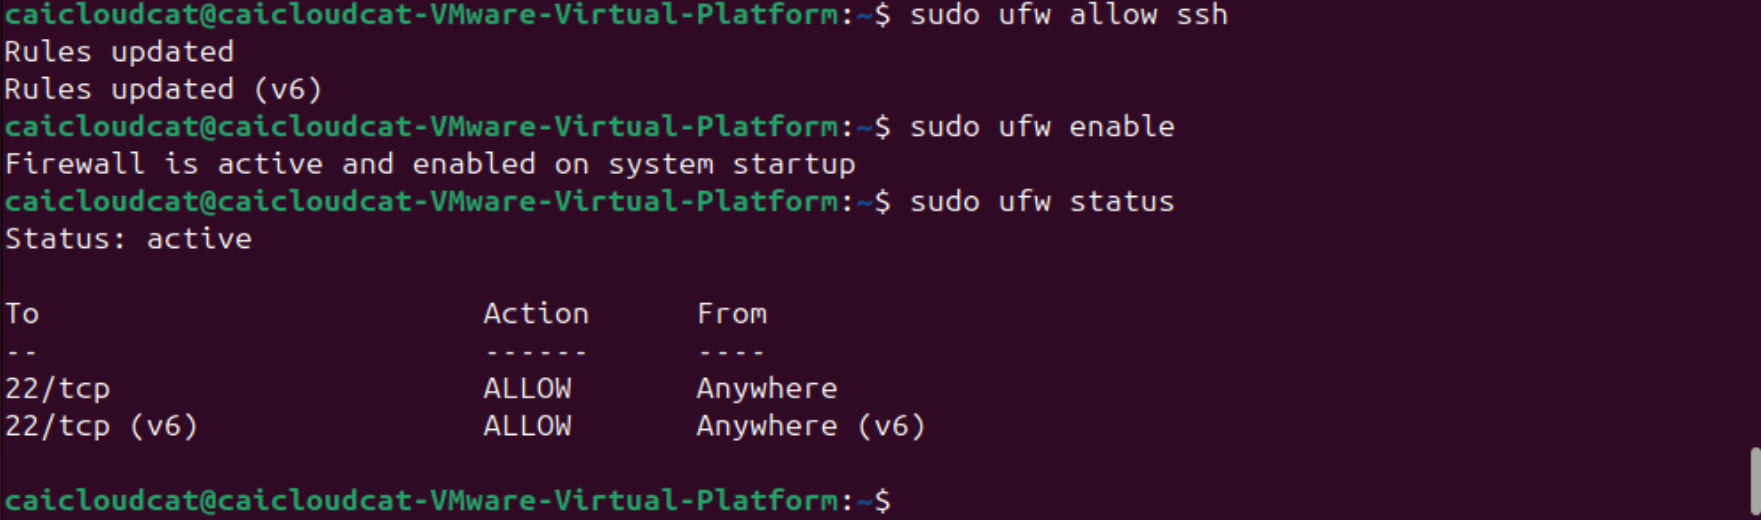 caicloudcat@caicloudcat-VMware-Virtual-Platform:~$ sudo ufw allow ssh
Rules updated
Rules updated (v6)
caicloudcat@caicloudcat-VMware-Virtual-Platform:~$ sudo ufw enable
Firewall is active and enabled on system startup
caicloudcat@caicloudcat-VMware-Virtual-Platform:~$ sudo ufw status
Status: active
To                         Action      From
--                         ------      ----
22/tcp                     ALLOW       Anywhere
22/tcp (v6)                ALLOW       Anywhere (v6)
caicloudcat@caicloudcat-VMware-Virtual-Platform:~$